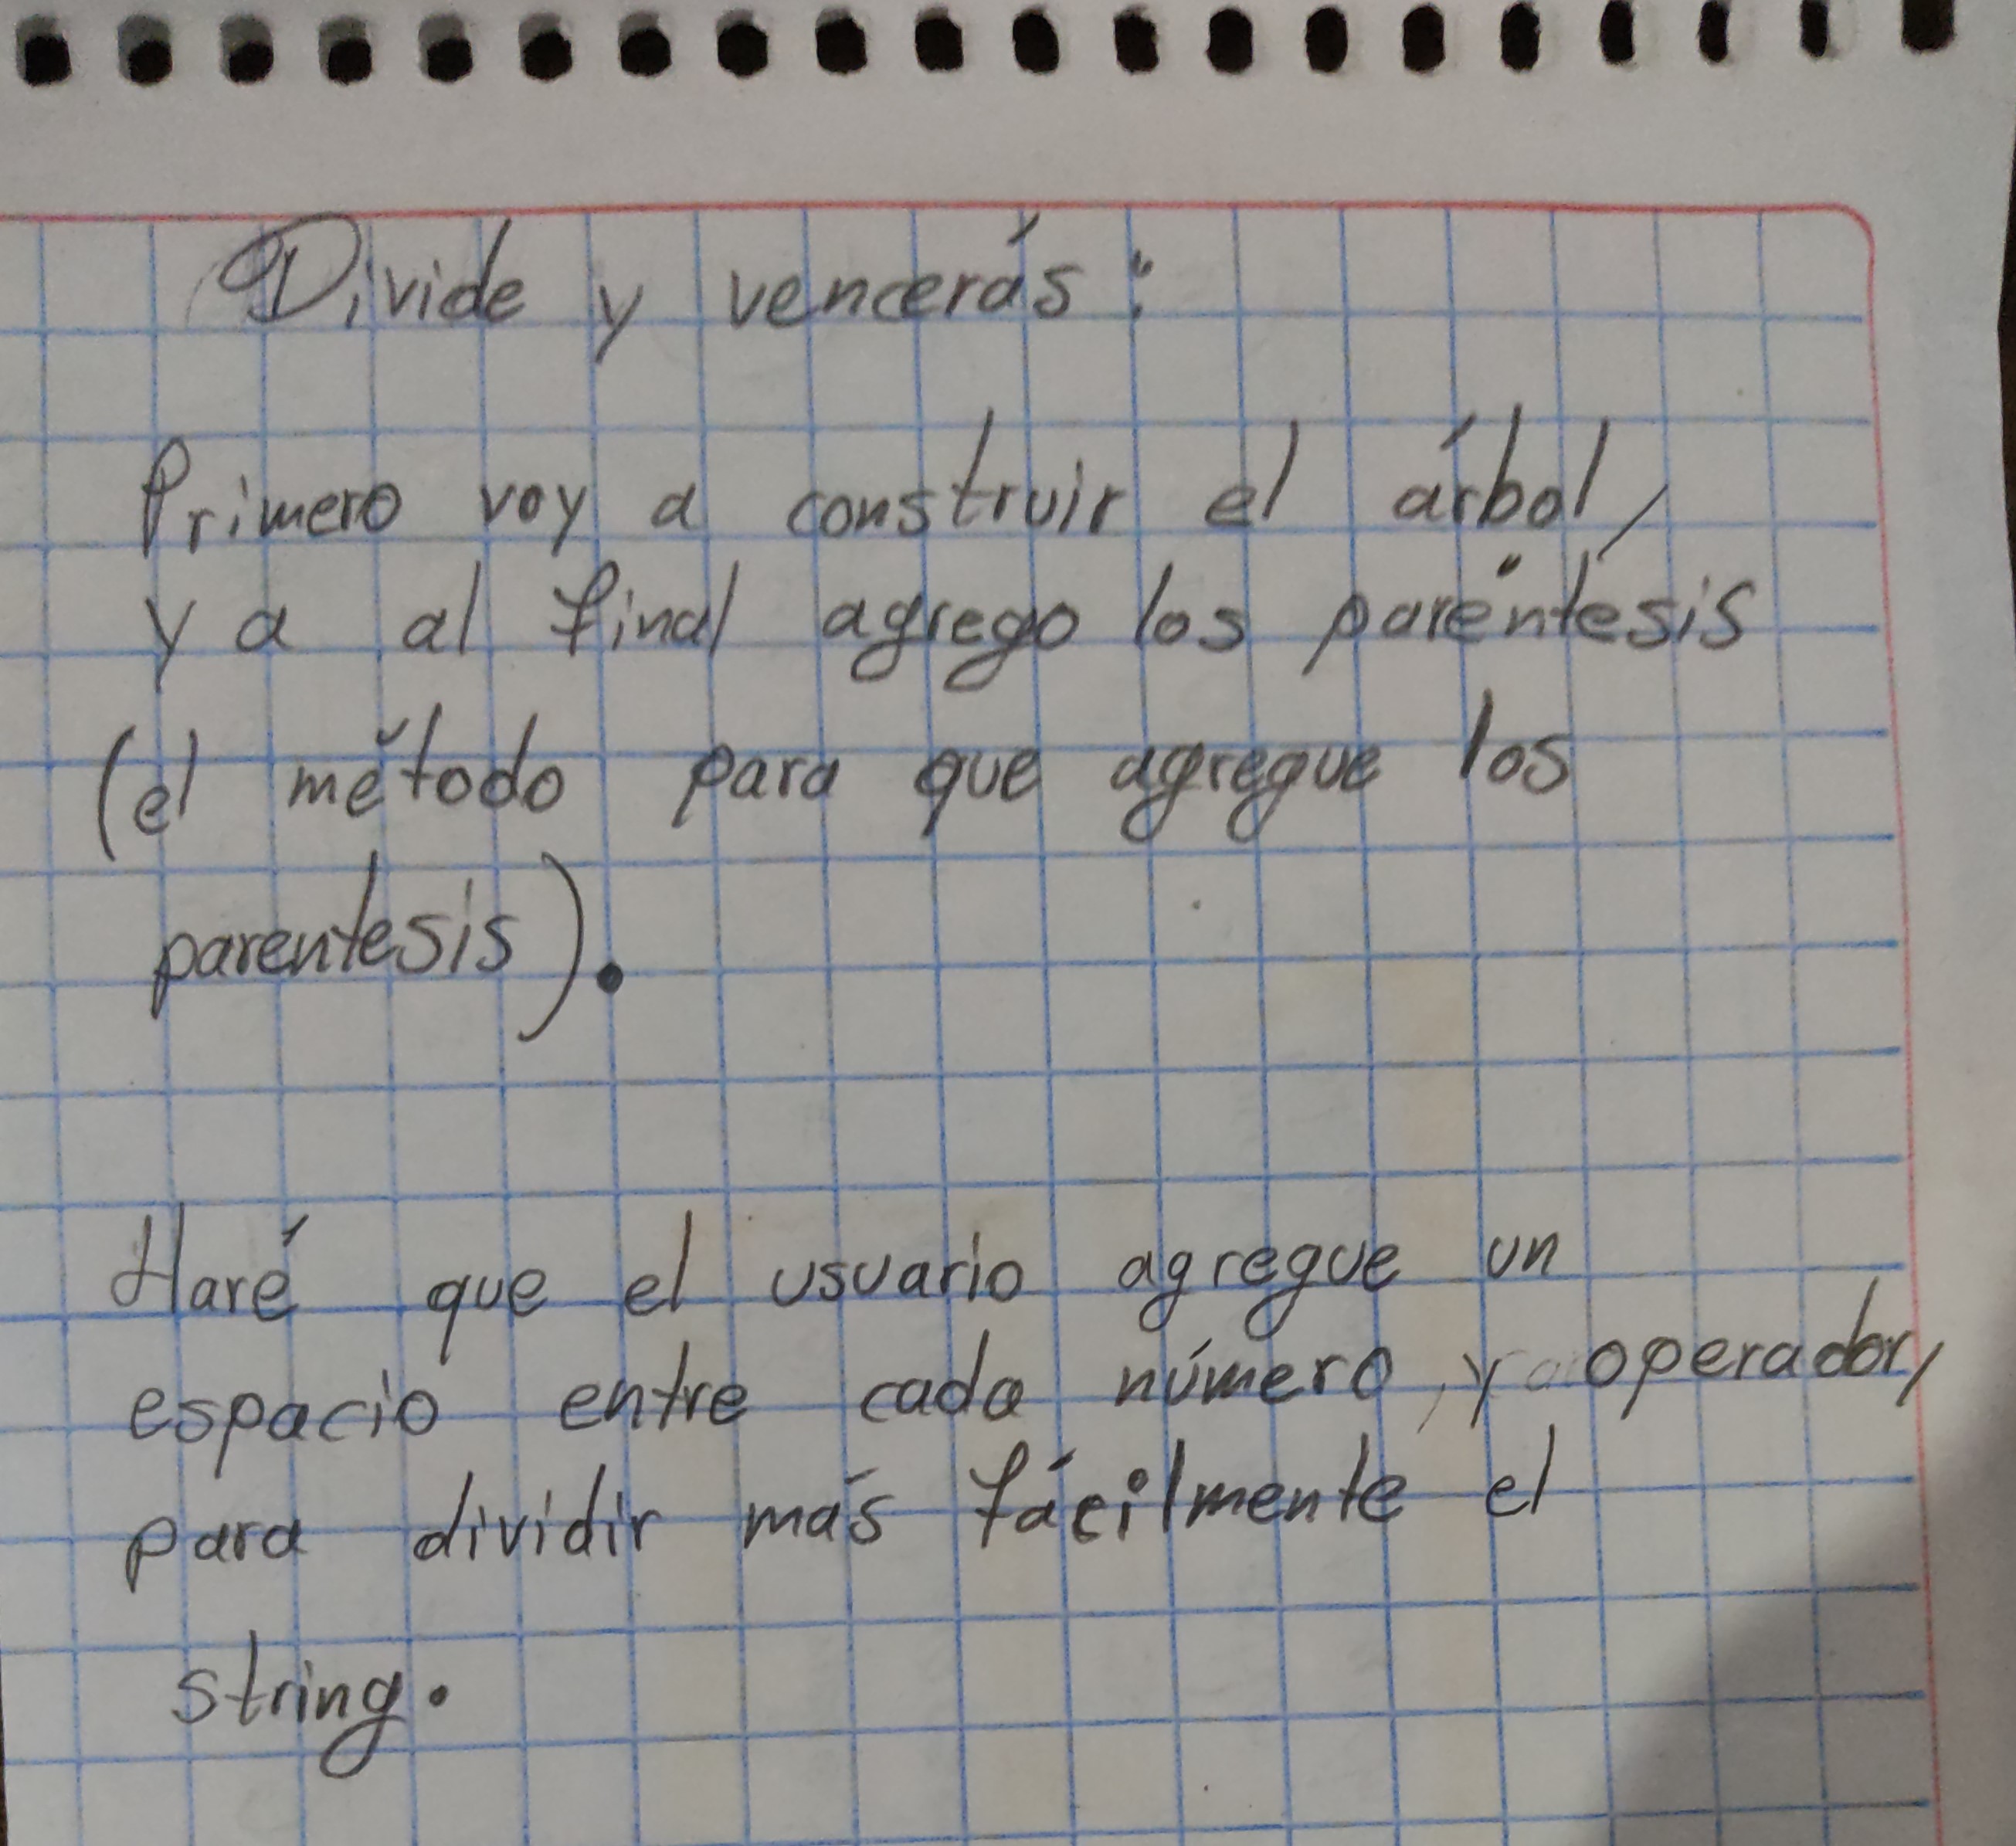 Divide y vencerás:
Primero voy a construir el árbol,
ya al final agrego los paréntesis
(el método para que agregue los
parentesis).
Haré que el usuario agregue un
espacio entre cada número y operador,
para dividir más fácilmente el
string.